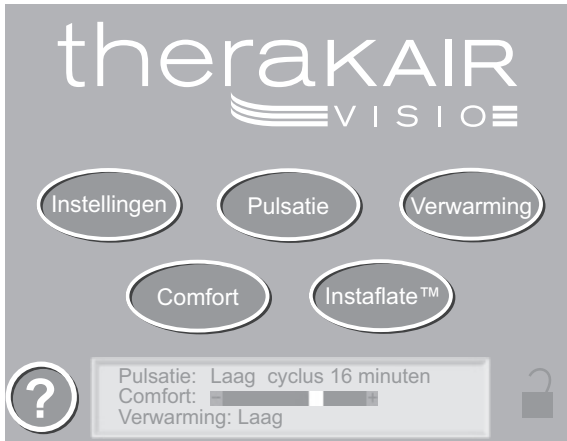 theraKAIR
VISIO
Instellingen Pulsatie Verwarming
Comfort Instaflate™
? Pulsatie: Laag cyclus 16 minuten
Comfort: - +
Verwarming: Laag